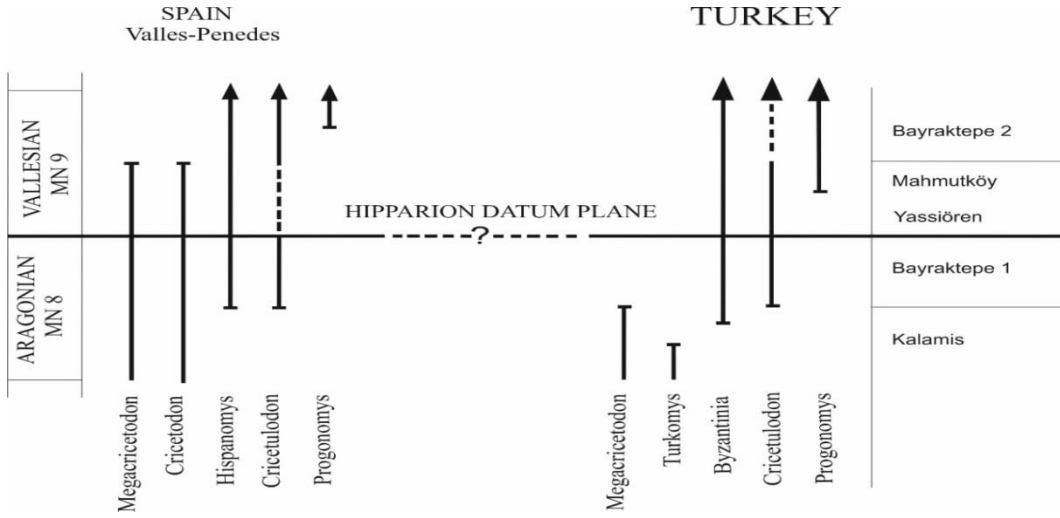 SPAIN
Valles-Penedes
TURKEY
VALLESIAN
MN 9
ARAGONIAN
MN 8
HIPPARION DATUM PLANE
?
Bayraktepe 2
Mahmutköy
Yassiören
Bayraktepe 1
Kalamis
Megacricetodon
Cricetodon
Hispanomys
Cricetulodon
Progonomys
Megacricetodon
Turkomys
Byzantinia
Cricetulodon
Progonomys